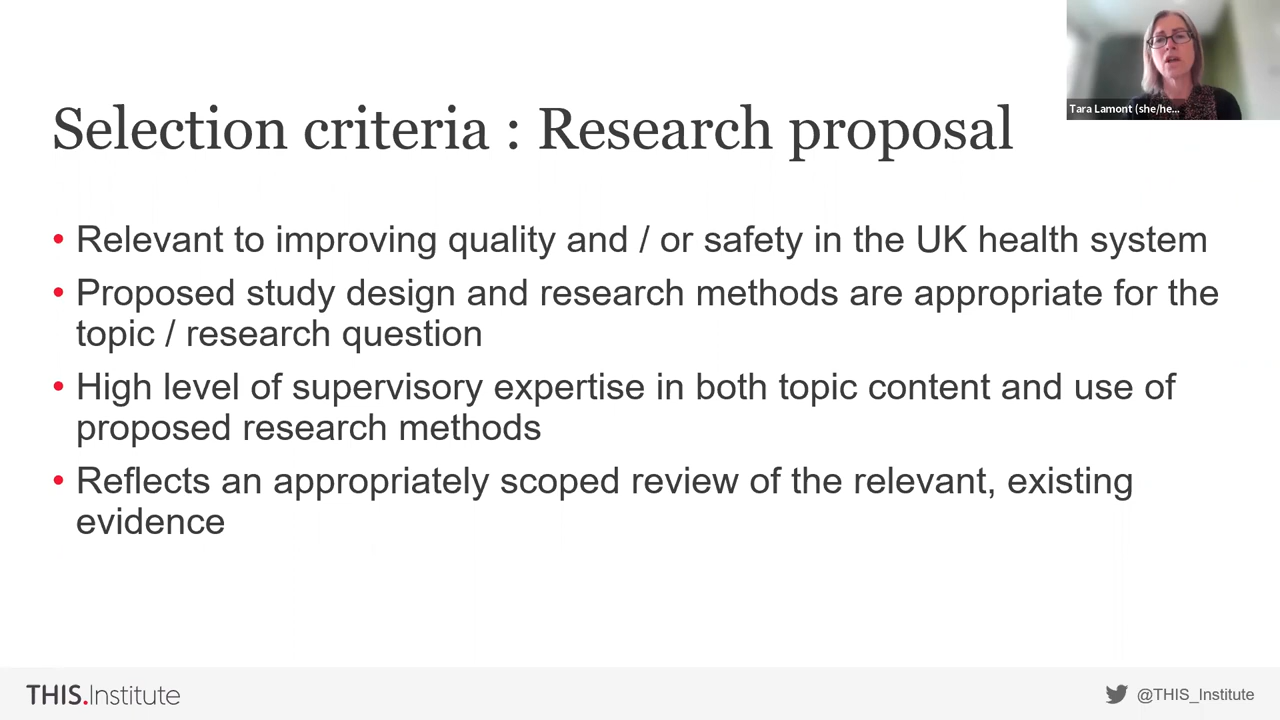 Tara Lamont (she/he...
Selection criteria : Research proposal
• Relevant to improving quality and / or safety in the UK health system
• Proposed study design and research methods are appropriate for the
topic / research question
• High level of supervisory expertise in both topic content and use of
proposed research methods
• Reflects an appropriately scoped review of the relevant, existing
evidence
THIS.Institute
@THIS_Institute